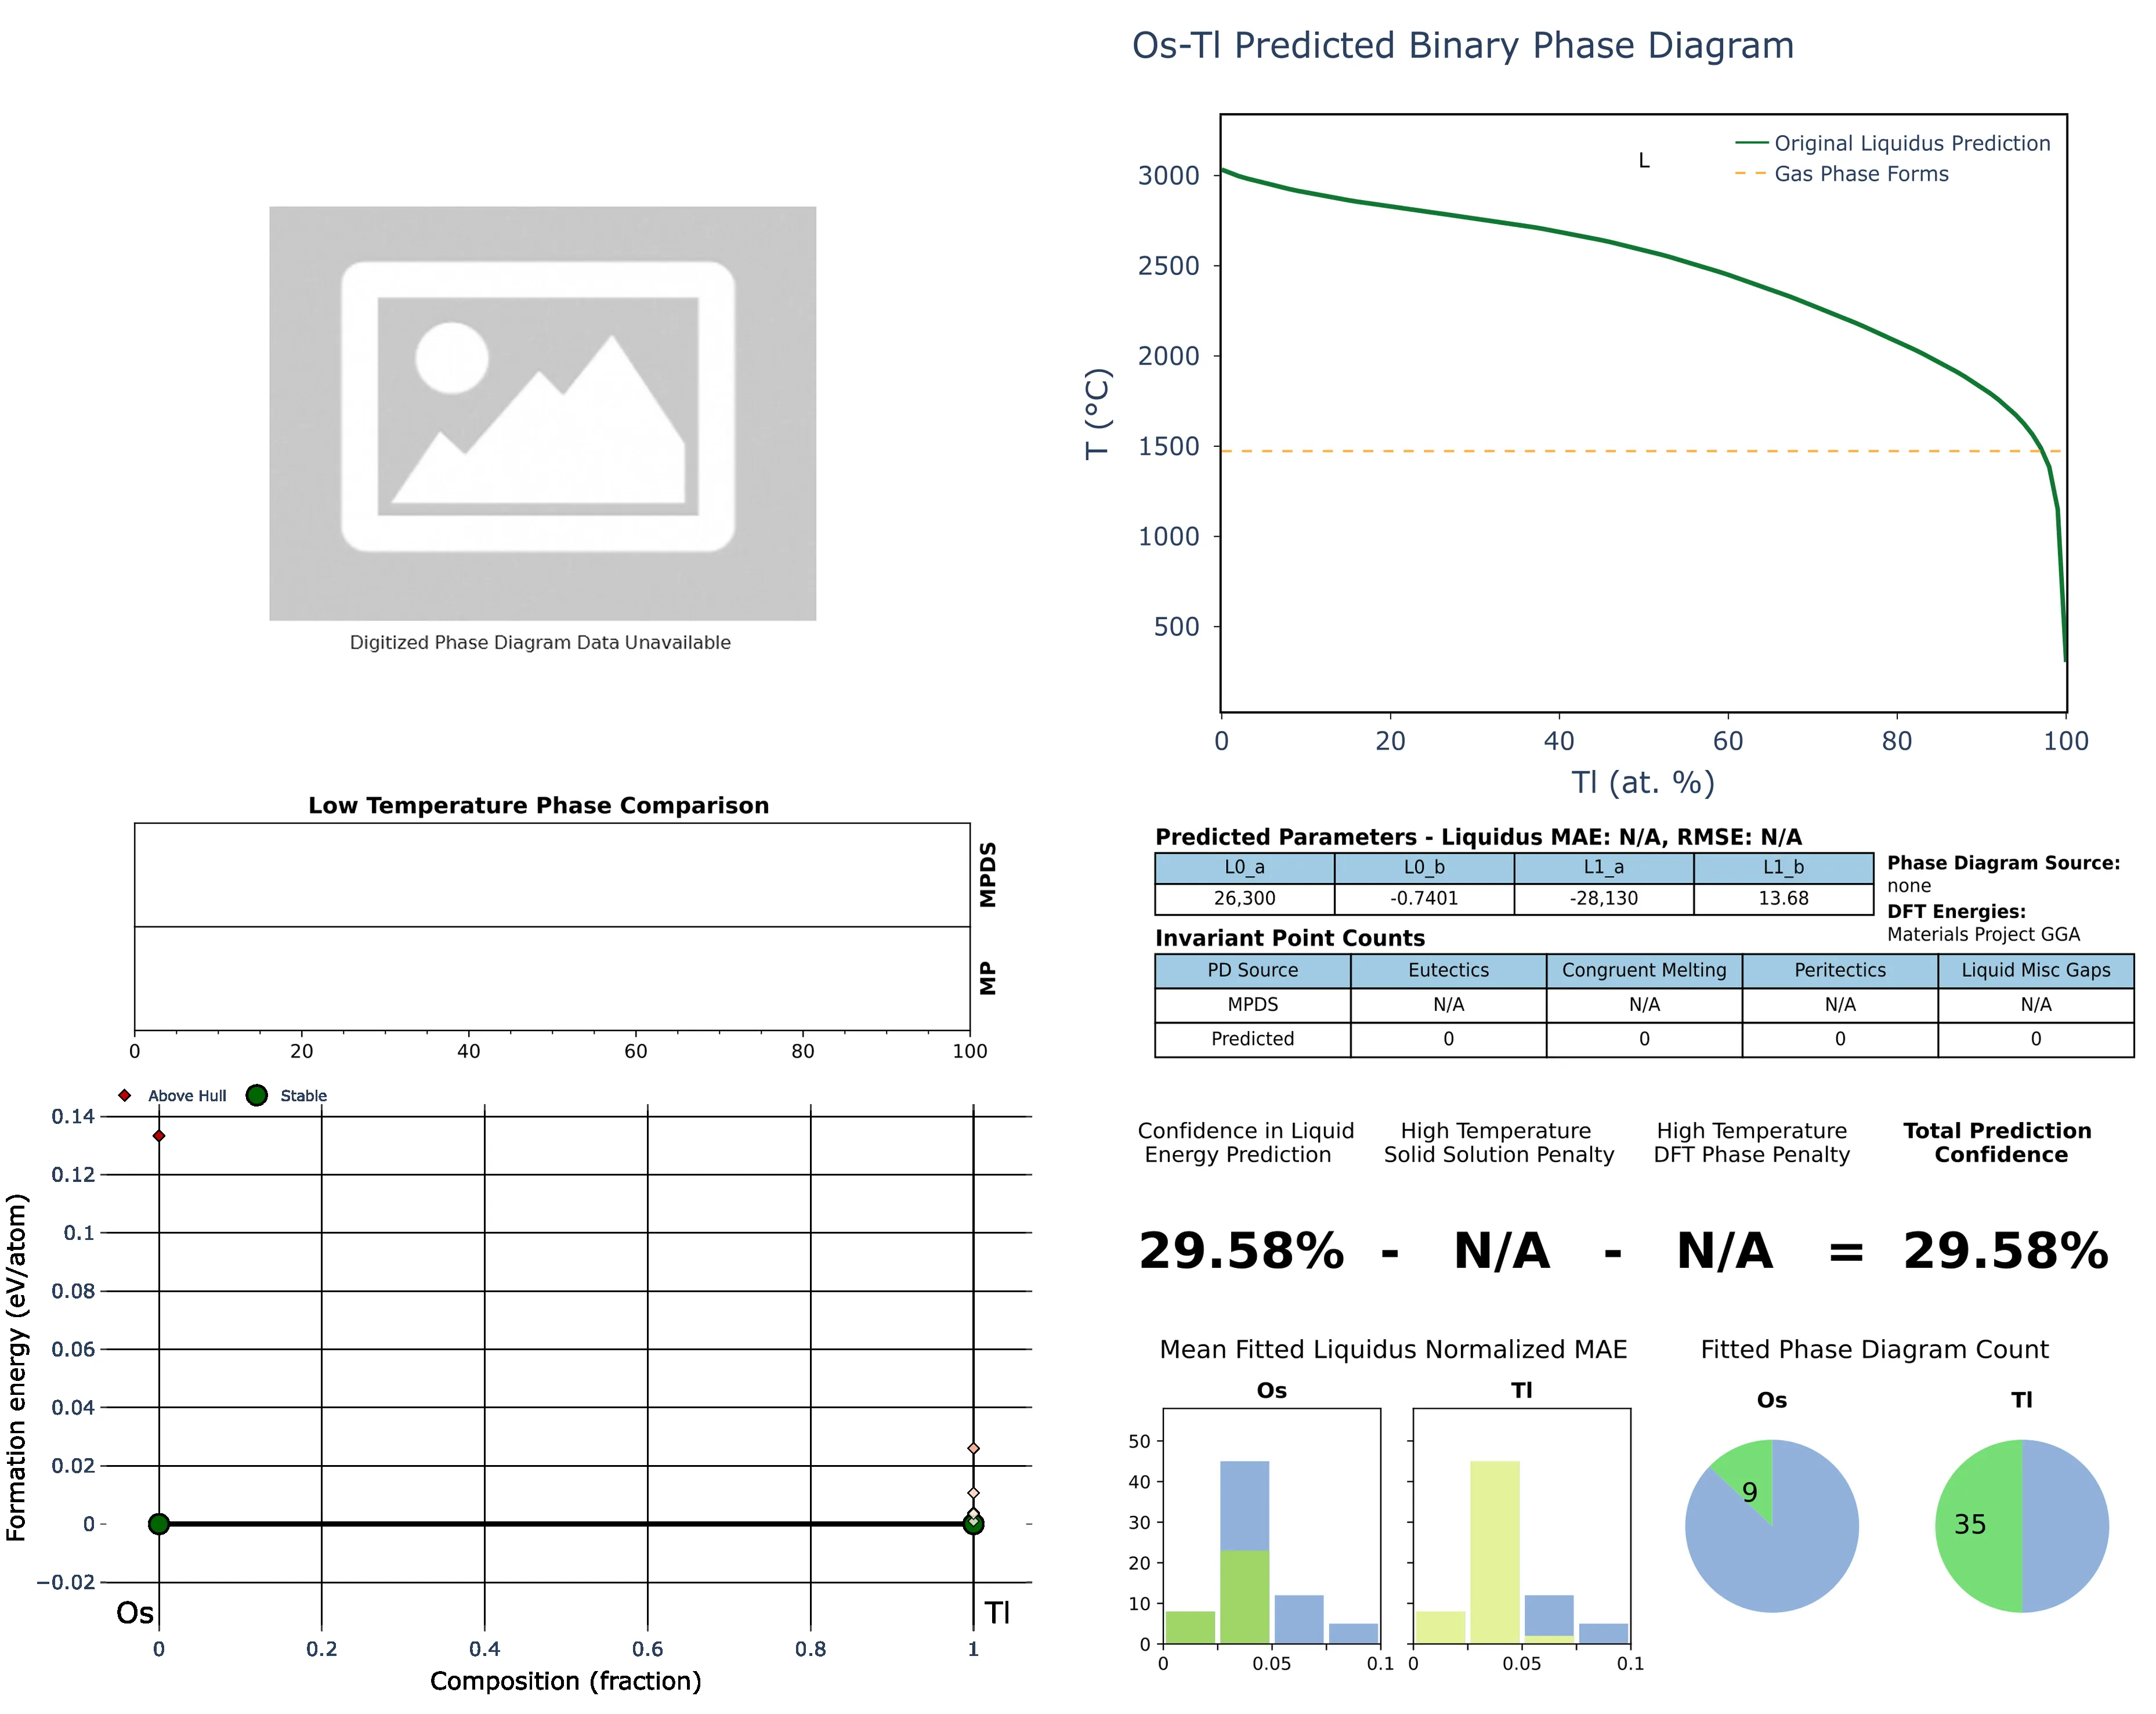 Os-Tl Predicted Binary Phase Diagram
Original Liquidus Prediction
Gas Phase Forms
L
3000
2500
2000
1500
1000
500
T (°C)
0 20 40 60 80 100
Tl (at. %)
Digitized Phase Diagram Data Unavailable
Low Temperature Phase Comparison
MPDS
MP
0 20 40 60 80 100
Predicted Parameters - Liquidus MAE: N/A, RMSE: N/A
L0_a L0_b L1_a L1_b
26,300 -0.7401 -28,130 13.68
Phase Diagram Source:
none
DFT Energies:
Materials Project GGA
Invariant Point Counts
PD Source Eutectics Congruent Melting Peritectics Liquid Misc Gaps
MPDS N/A N/A N/A N/A
Predicted 0 0 0 0
Above Hull Stable
0.14
0.12
0.1
0.08
0.06
0.04
0.02
0
−0.02
Formation energy (eV/atom)
Os Tl
0 0.2 0.4 0.6 0.8 1
Composition (fraction)
Confidence in Liquid
Energy Prediction
High Temperature
Solid Solution Penalty
High Temperature
DFT Phase Penalty
Total Prediction
Confidence
29.58% - N/A - N/A = 29.58%
Mean Fitted Liquidus Normalized MAE
Os Tl
50
40
30
20
10
0
0 0.05 0.1 0 0.05 0.1
Fitted Phase Diagram Count
Os Tl
9 35